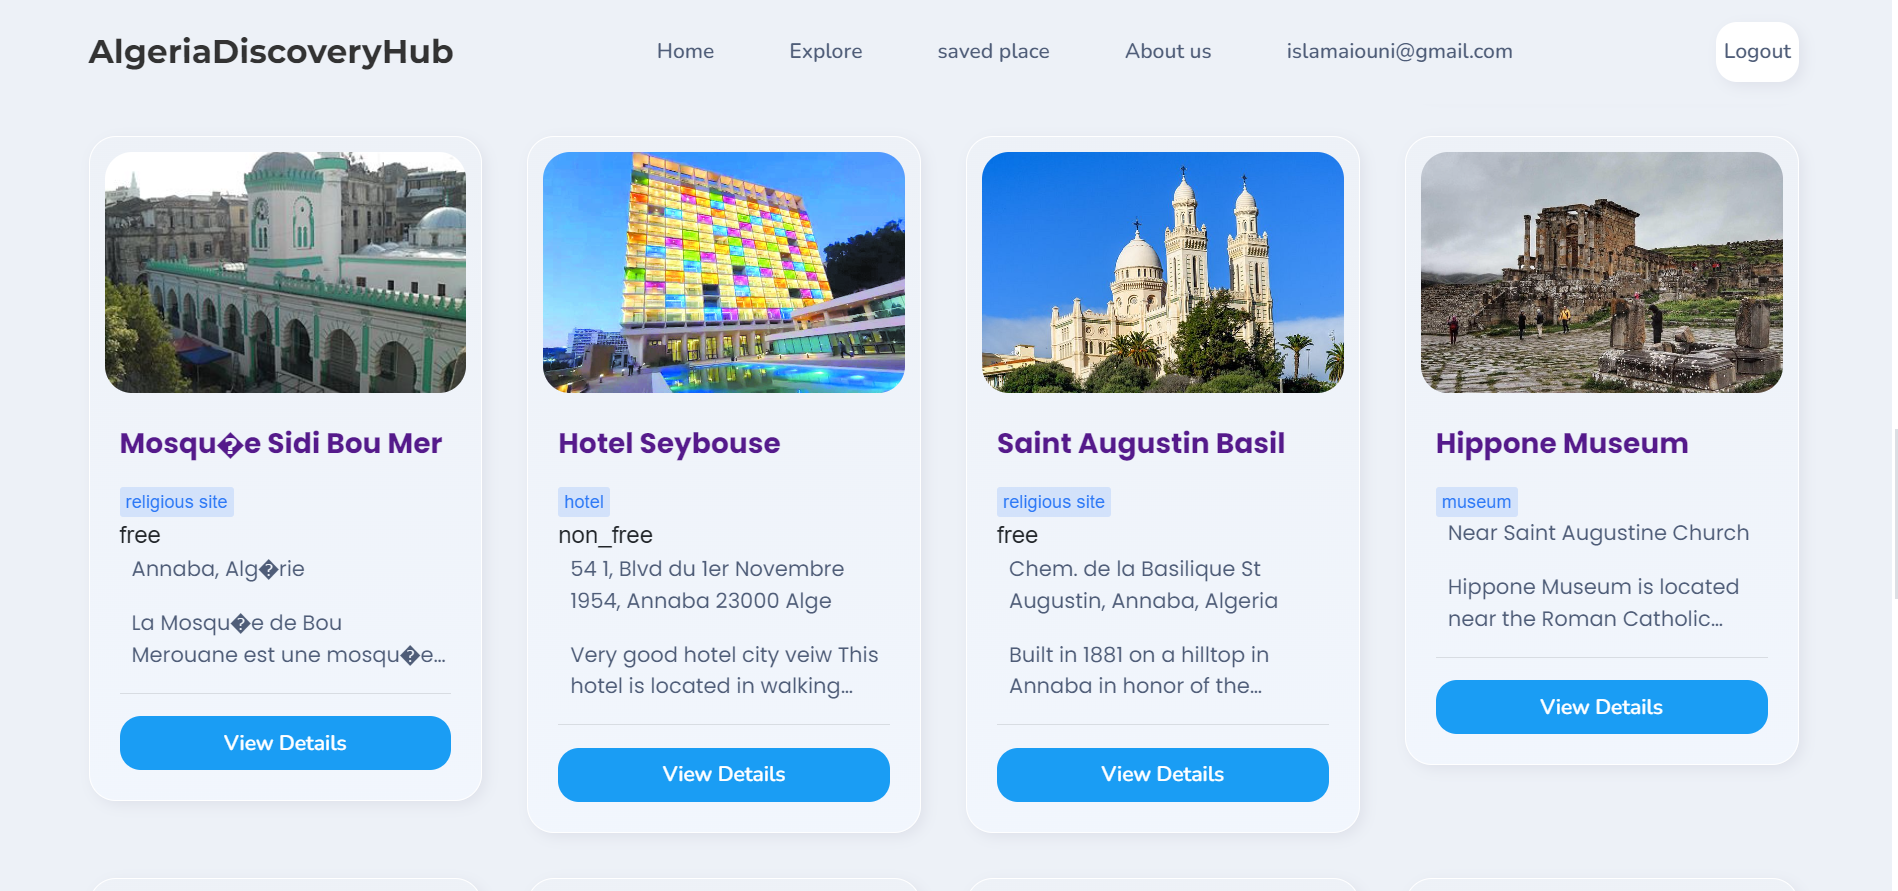 AlgeriaDiscoveryHub
Home
Explore
saved place
About us
islamaiouni@gmail.com
Logout
Mosqu�e Sidi Bou Mer
religious site
free
Annaba, Alg�rie
La Mosqu�e de Bou
Merouane est une mosqu�e...
View Details
Hotel Seybouse
hotel
non_free
54 1, Blvd du 1er Novembre
1954, Annaba 23000 Alge
Very good hotel city veiw This
hotel is located in walking...
View Details
Saint Augustin Basil
religious site
free
Chem. de la Basilique St
Augustin, Annaba, Algeria
Built in 1881 on a hilltop in
Annaba in honor of the...
View Details
Hippone Museum
museum
Near Saint Augustine Church
Hippone Museum is located
near the Roman Catholic...
View Details